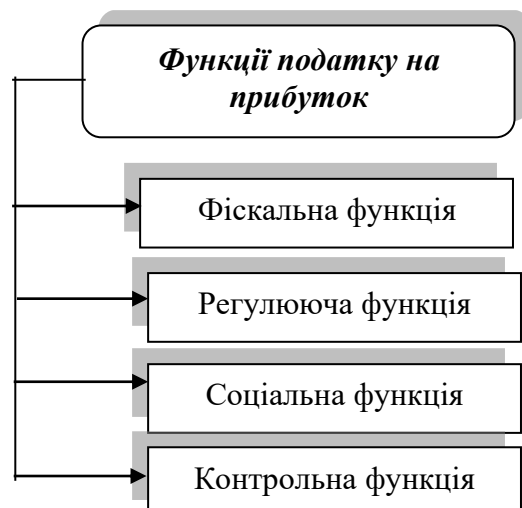 Функції податку на
прибуток
Фіскальна функція
Регулююча функція
Соціальна функція
Контрольна функція